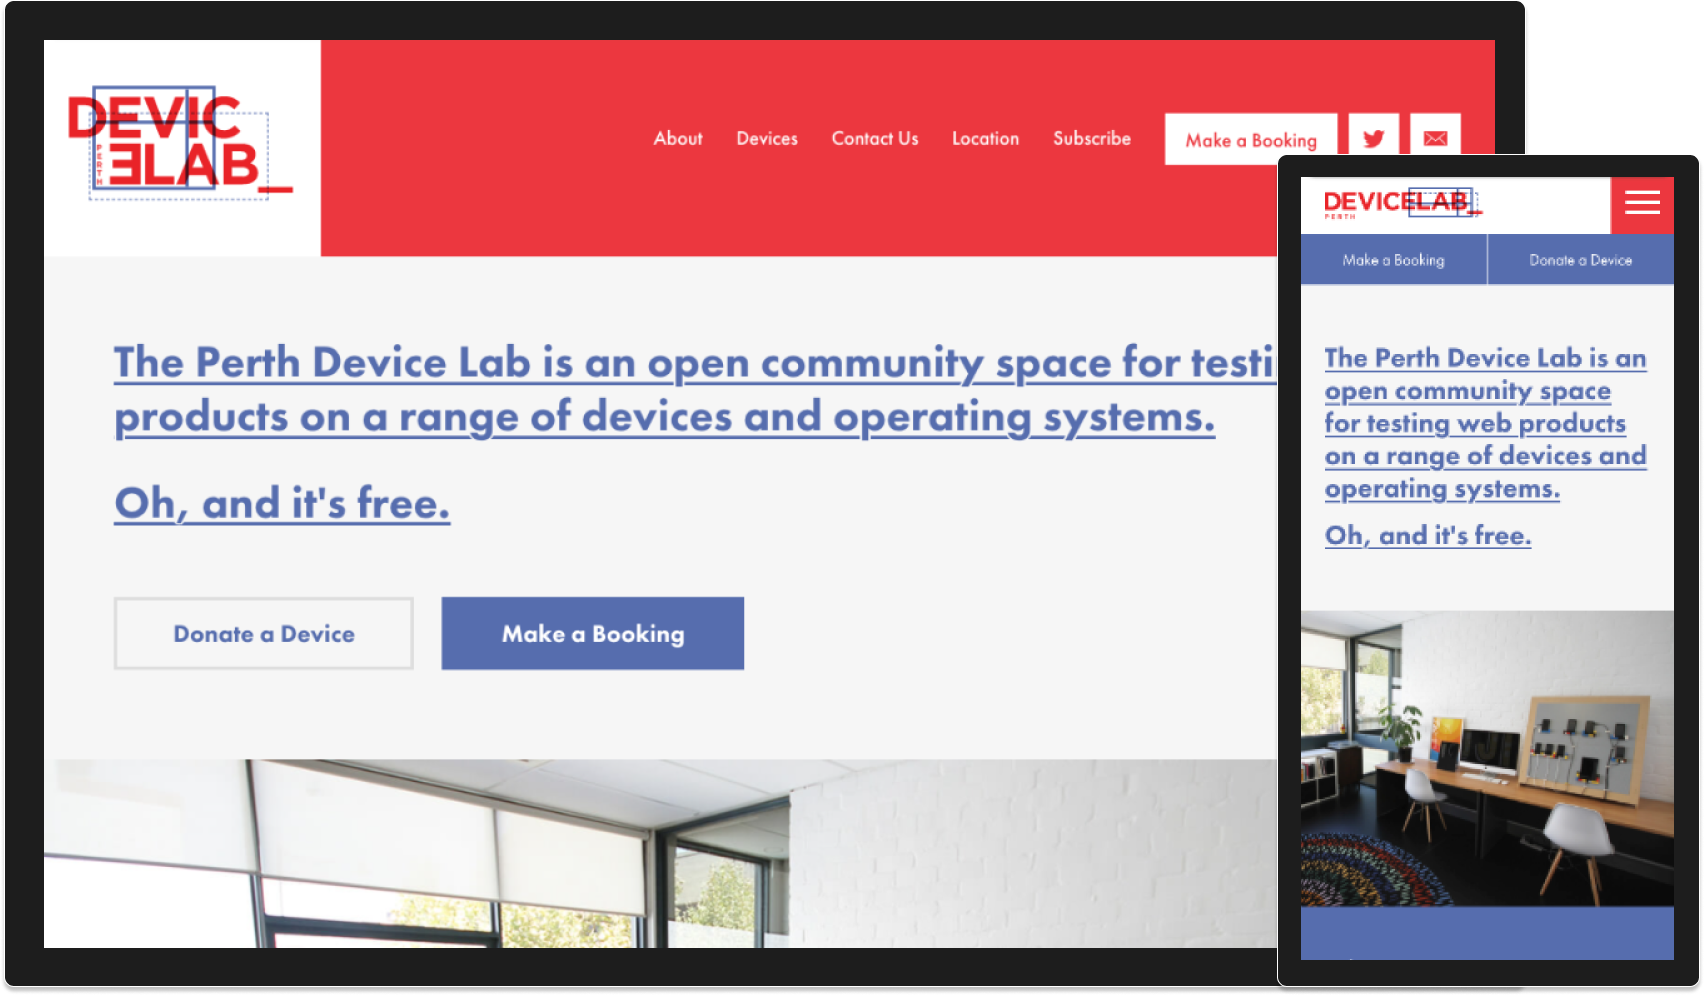 DEVIC
ELAB_
PERTH
About Devices Contact Us Location Subscribe Make a Booking
The Perth Device Lab is an open community space for testi
products on a range of devices and operating systems.
Oh, and it's free.
Donate a Device Make a Booking
DEVICELAB_
PERTH
Make a Booking Donate a Device
The Perth Device Lab is an
open community space
for testing web products
on a range of devices and
operating systems.
Oh, and it's free.